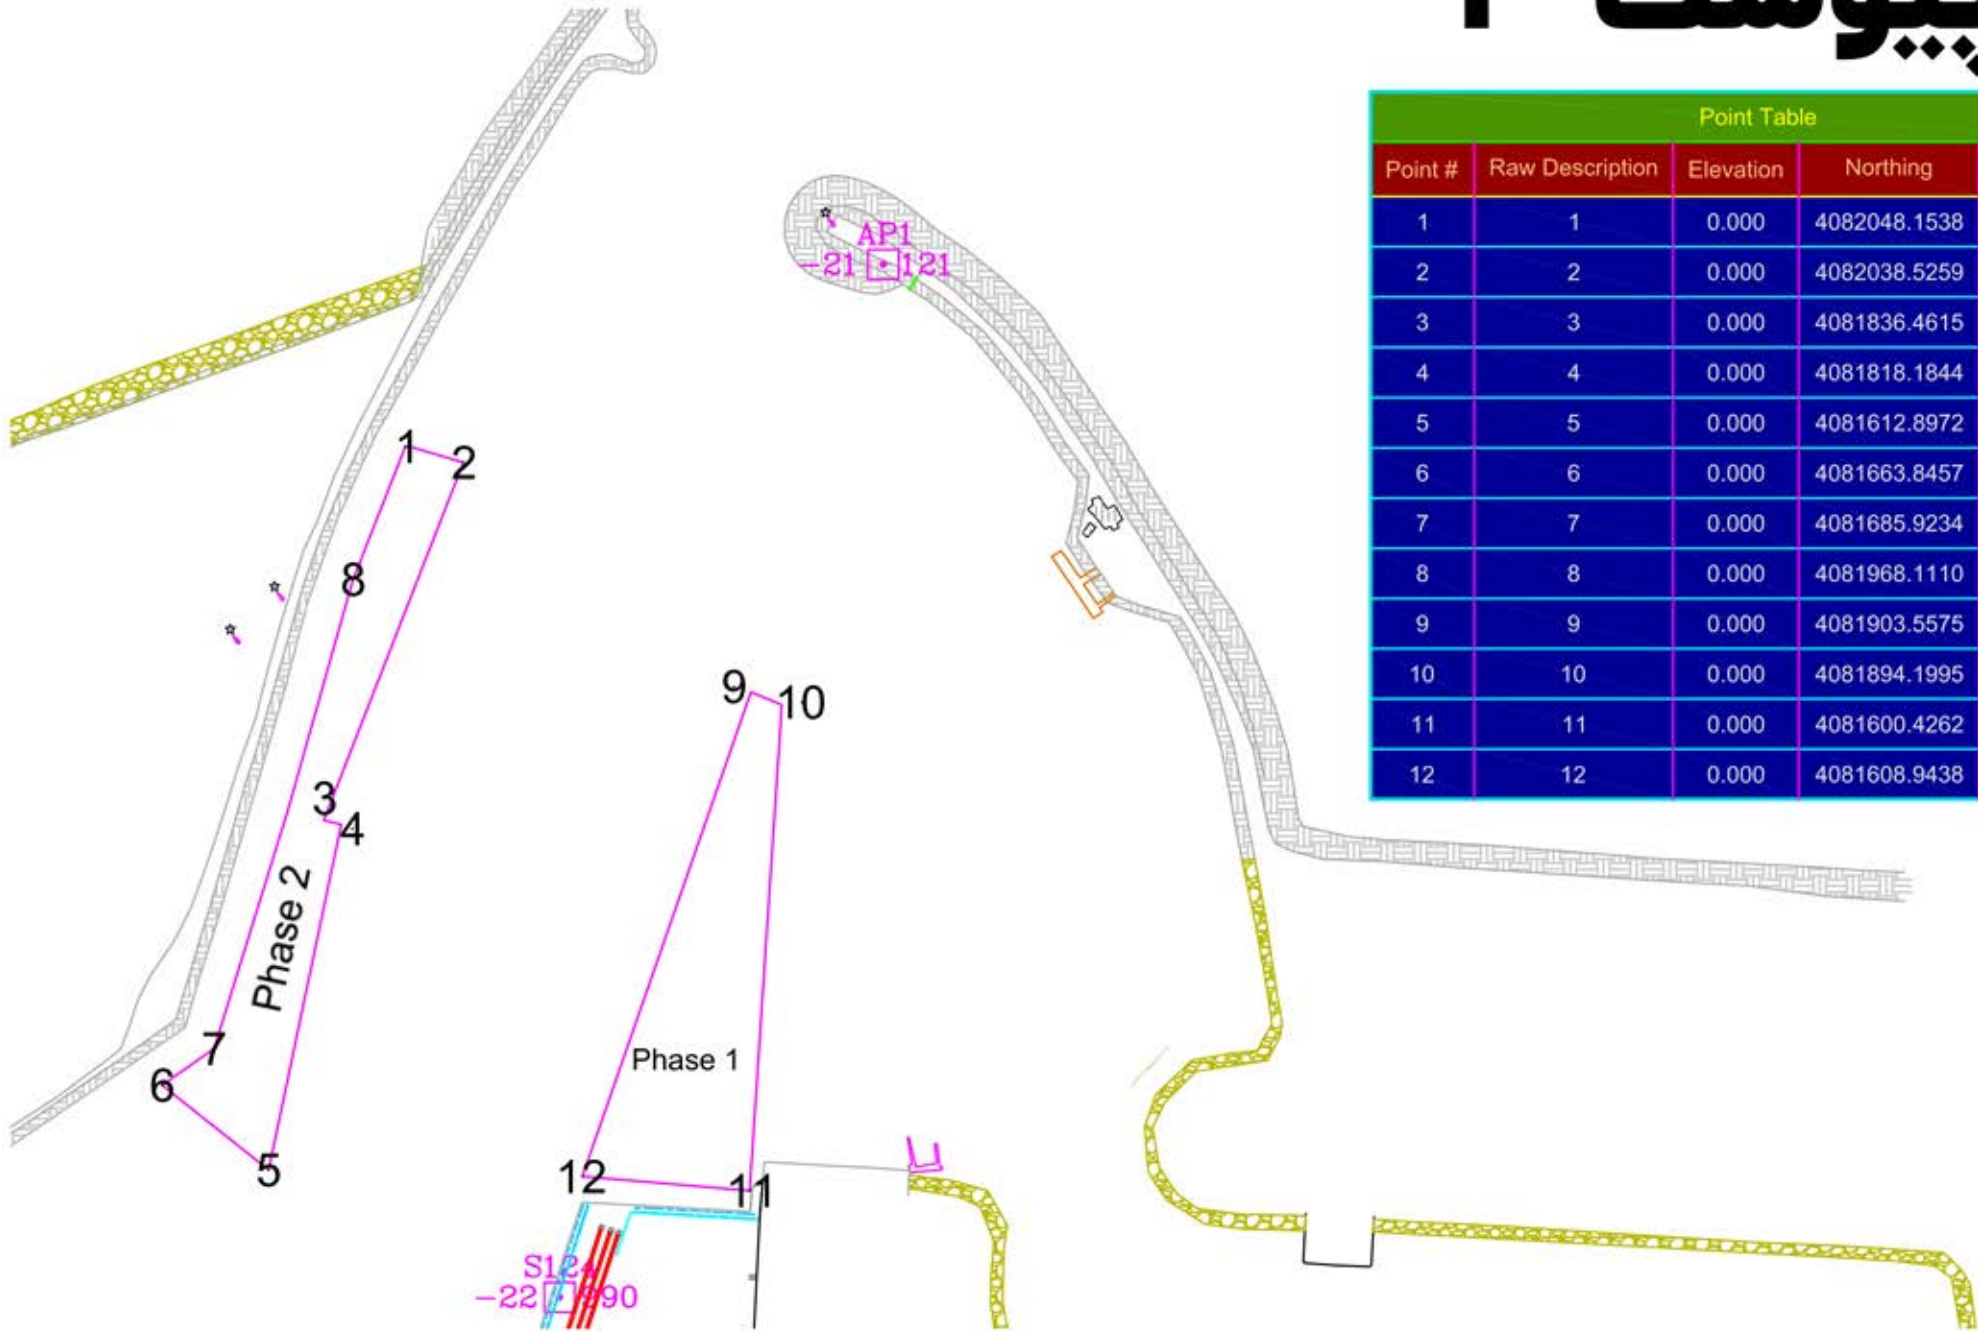 Point Table
Point # Raw Description Elevation Northing
1 1 0.000 4082048.1538
2 2 0.000 4082038.5259
3 3 0.000 4081836.4615
4 4 0.000 4081818.1844
5 5 0.000 4081612.8972
6 6 0.000 4081663.8457
7 7 0.000 4081685.9234
8 8 0.000 4081968.1110
9 9 0.000 4081903.5575
10 10 0.000 4081894.1995
11 11 0.000 4081600.4262
12 12 0.000 4081608.9438
AP1
-21 121
1
2
8
9
10
3
4
Phase 2
7
Phase 1
6
5
12
11
S124
-22 990